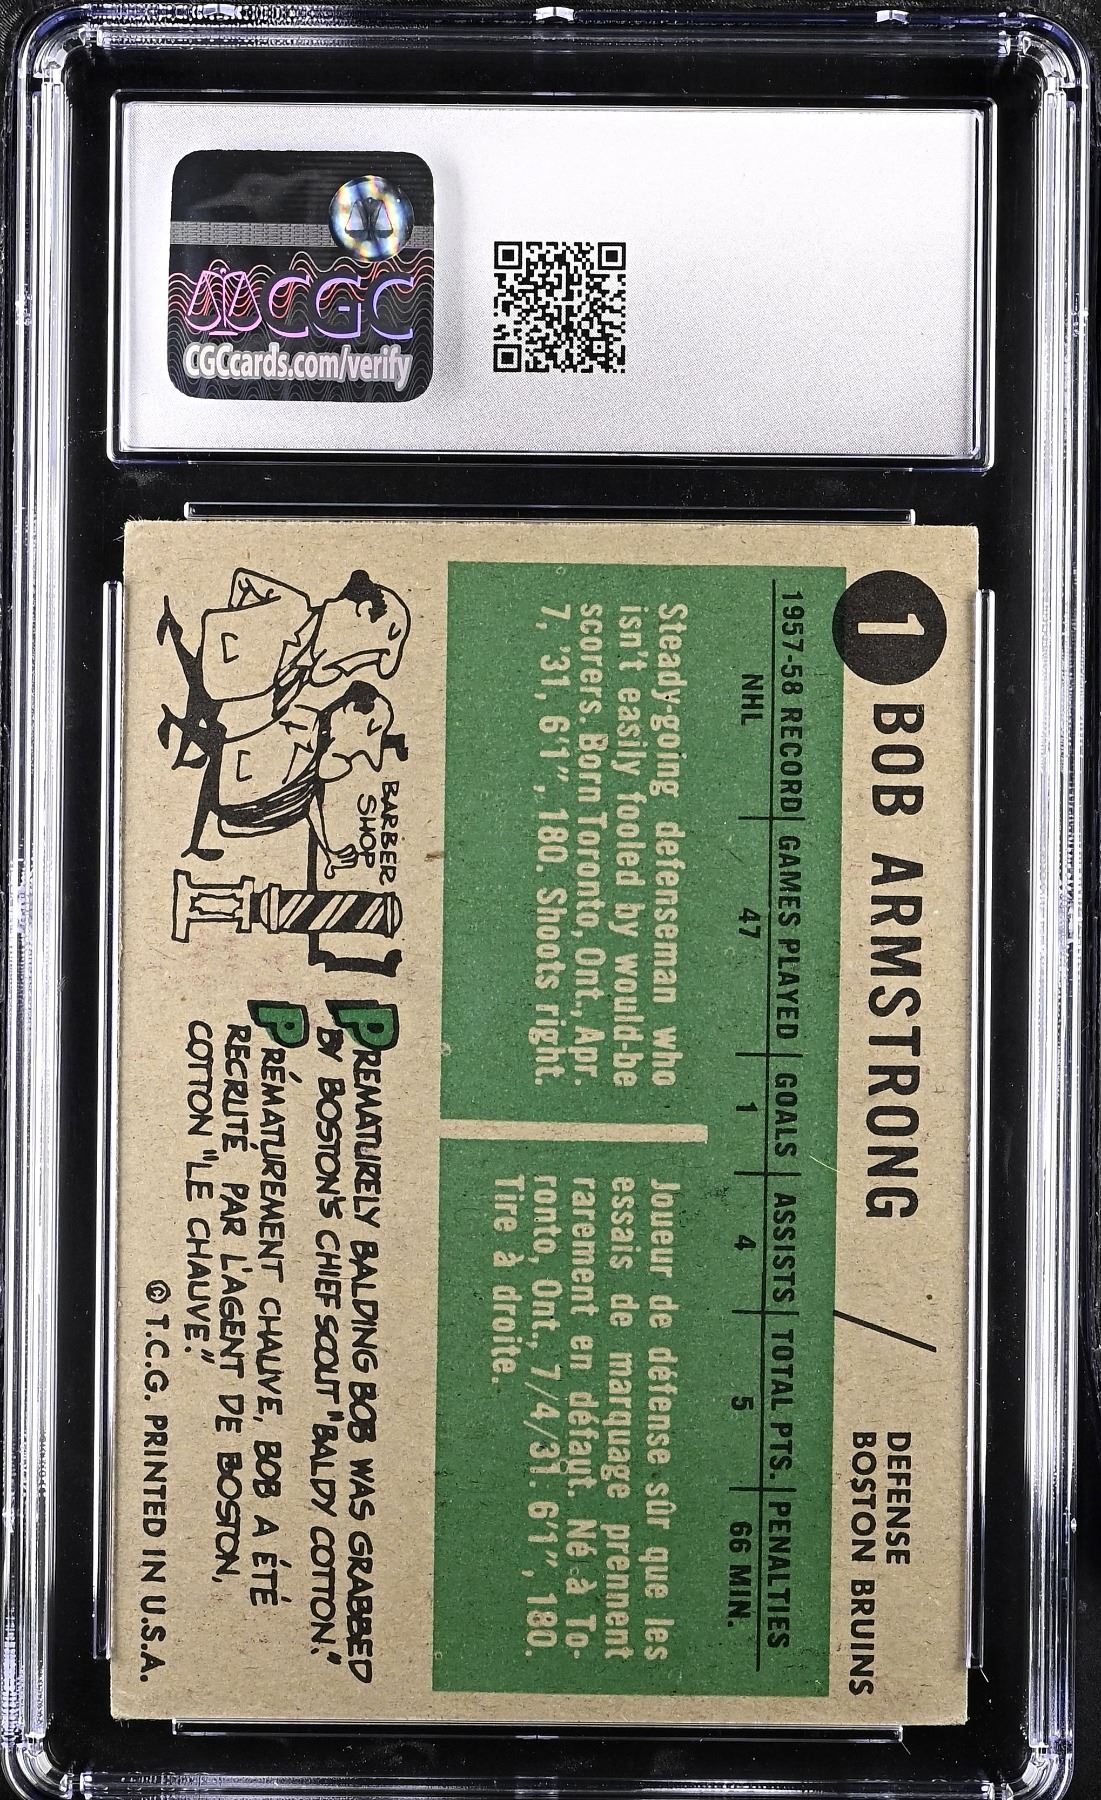 CGC
CGCcards.com/verify
1 BOB ARMSTRONG
DEFENSE
BOSTON BRUINS
1957-58 RECORD GAMES PLAYED GOALS ASSISTS TOTAL PTS. PENALTIES
NHL 47 1 4 5 66 MIN.
Steady-going defenseman who
isn't easily fooled by would-be
scorers. Born Toronto, Ont., Apr.
7, '31, 6'1", 180. Shoots right.
Joueur de défense sûr que les
essais de marquage prennent
rarement en défaut. Né à To-
ronto, Ont., 7/4/31. 6'1", 180.
Tire à droite.
BARBER
SHOP
PREMATURELY BALDING BOB WAS GRABBED
BY BOSTON'S CHIEF SCOUT "BALDY COTTON."
PRÉMATURÉMENT CHAUVE, BOB A ÉTÉ
RECRUTÉ PAR L'AGENT DE BOSTON,
COTTON "LE CHAUVE."
© T.C.G. PRINTED IN U.S.A.